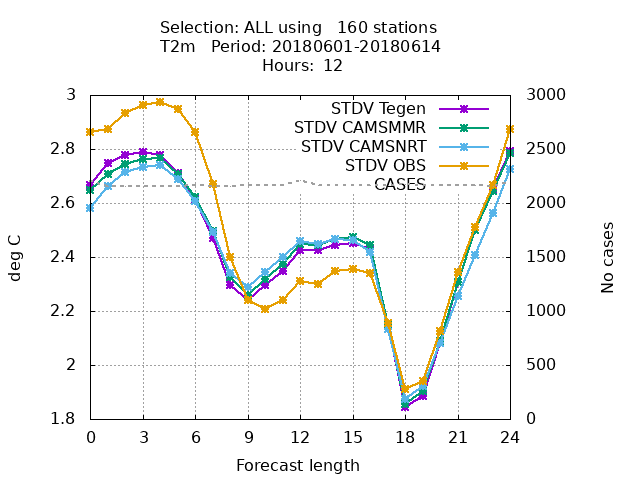 Selection: ALL using   160 stations
T2m   Period: 20180601-20180614
Hours:  12
3
2.8
2.6
2.4
2.2
2
1.8
3000
2500
2000
1500
1000
500
0
deg C
No cases
STDV Tegen
STDV CAMSMMR
STDV CAMSNRT
STDV OBS
CASES
0 3 6 9 12 15 18 21 24
Forecast length